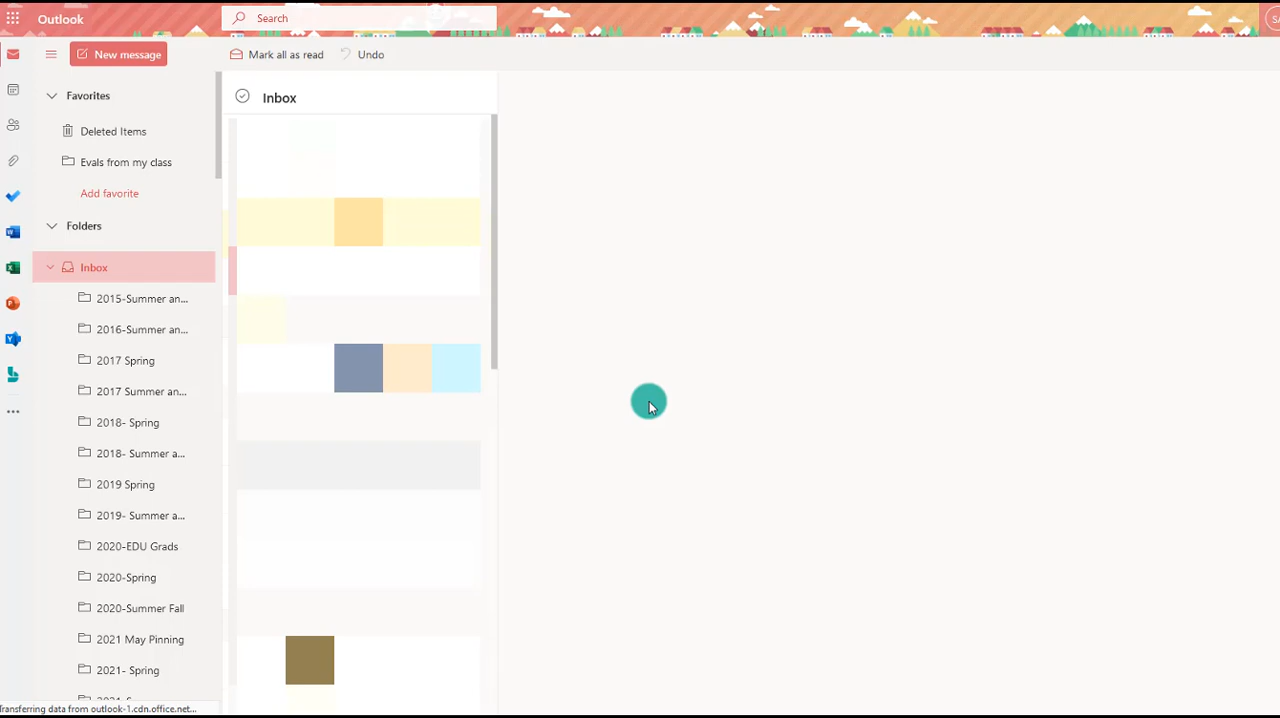 Outlook
Search
SA
New message
Mark all as read
Undo
Favorites
Inbox
Deleted Items
Evals from my class
Add favorite
Folders
Inbox
2015-Summer an...
2016-Summer an...
2017 Spring
2017 Summer an...
2018- Spring
2018- Summer a...
2019 Spring
2019- Summer a...
2020-EDU Grads
2020-Spring
2020-Summer Fall
2021 May Pinning
2021- Spring
Transferring data from outlook-1.cdn.office.net...